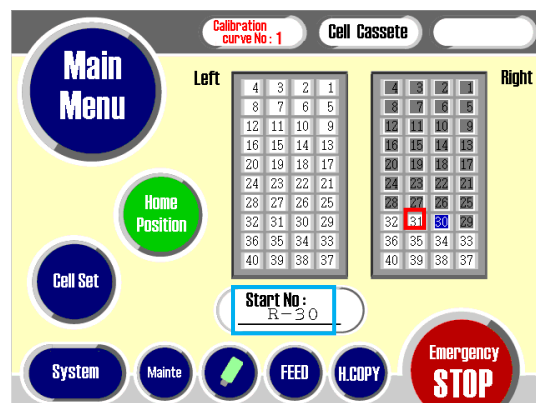 Calibration
curve No : 1
Cell Cassete
Main
Menu
Left
Right
4 3 2 1
8 7 6 5
12 11 10 9
16 15 14 13
20 19 18 17
24 23 22 21
28 27 26 25
32 31 30 29
36 35 34 33
40 39 38 37
4 3 2 1
8 7 6 5
12 11 10 9
16 15 14 13
20 19 18 17
24 23 22 21
28 27 26 25
32 31 30 29
36 35 34 33
40 39 38 37
Home
Position
Cell Set
Start No :
R-30
System
Mainte
FEED
H.COPY
Emergency
STOP